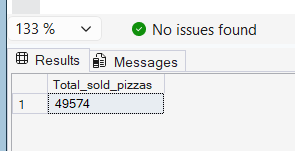 133 %
No issues found
Results
Messages
Total_sold_pizzas
1 49574